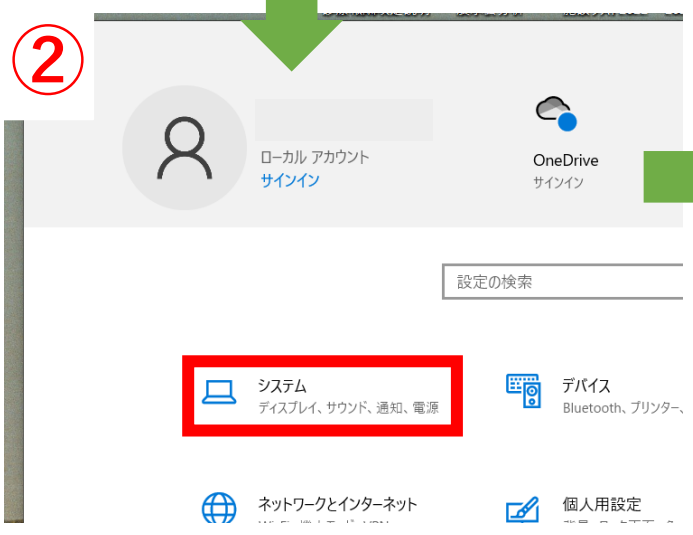 ②
ローカル アカウント
サインイン
OneDrive
サインイン
設定の検索
システム
ディスプレイ、サウンド、通知、電源
デバイス
Bluetooth、プリンター、
ネットワークとインターネット
個人用設定